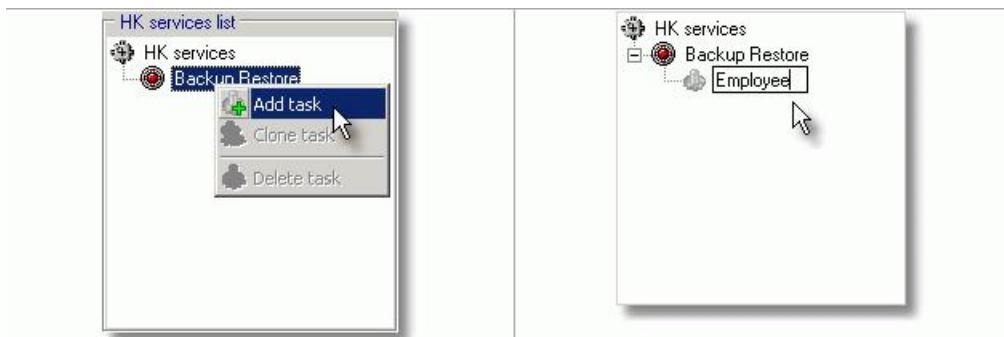 HK services list
HK services
Backup Restore
Add task
Clone task
Delete task
HK services
Backup Restore
Employee